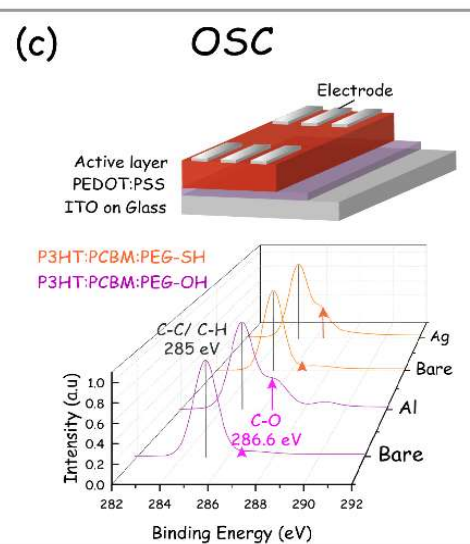 (c) OSC
Electrode
Active layer
PEDOT:PSS
ITO on Glass
P3HT:PCBM:PEG-SH
P3HT:PCBM:PEG-OH
C-C/ C-H
285 eV
Ag
Bare
Al
Bare
C-O
286.6 eV
Intensity (a.u)
1.0
0.8
0.6
0.4
0.2
0.0
282 284 286 288 290 292
Binding Energy (eV)